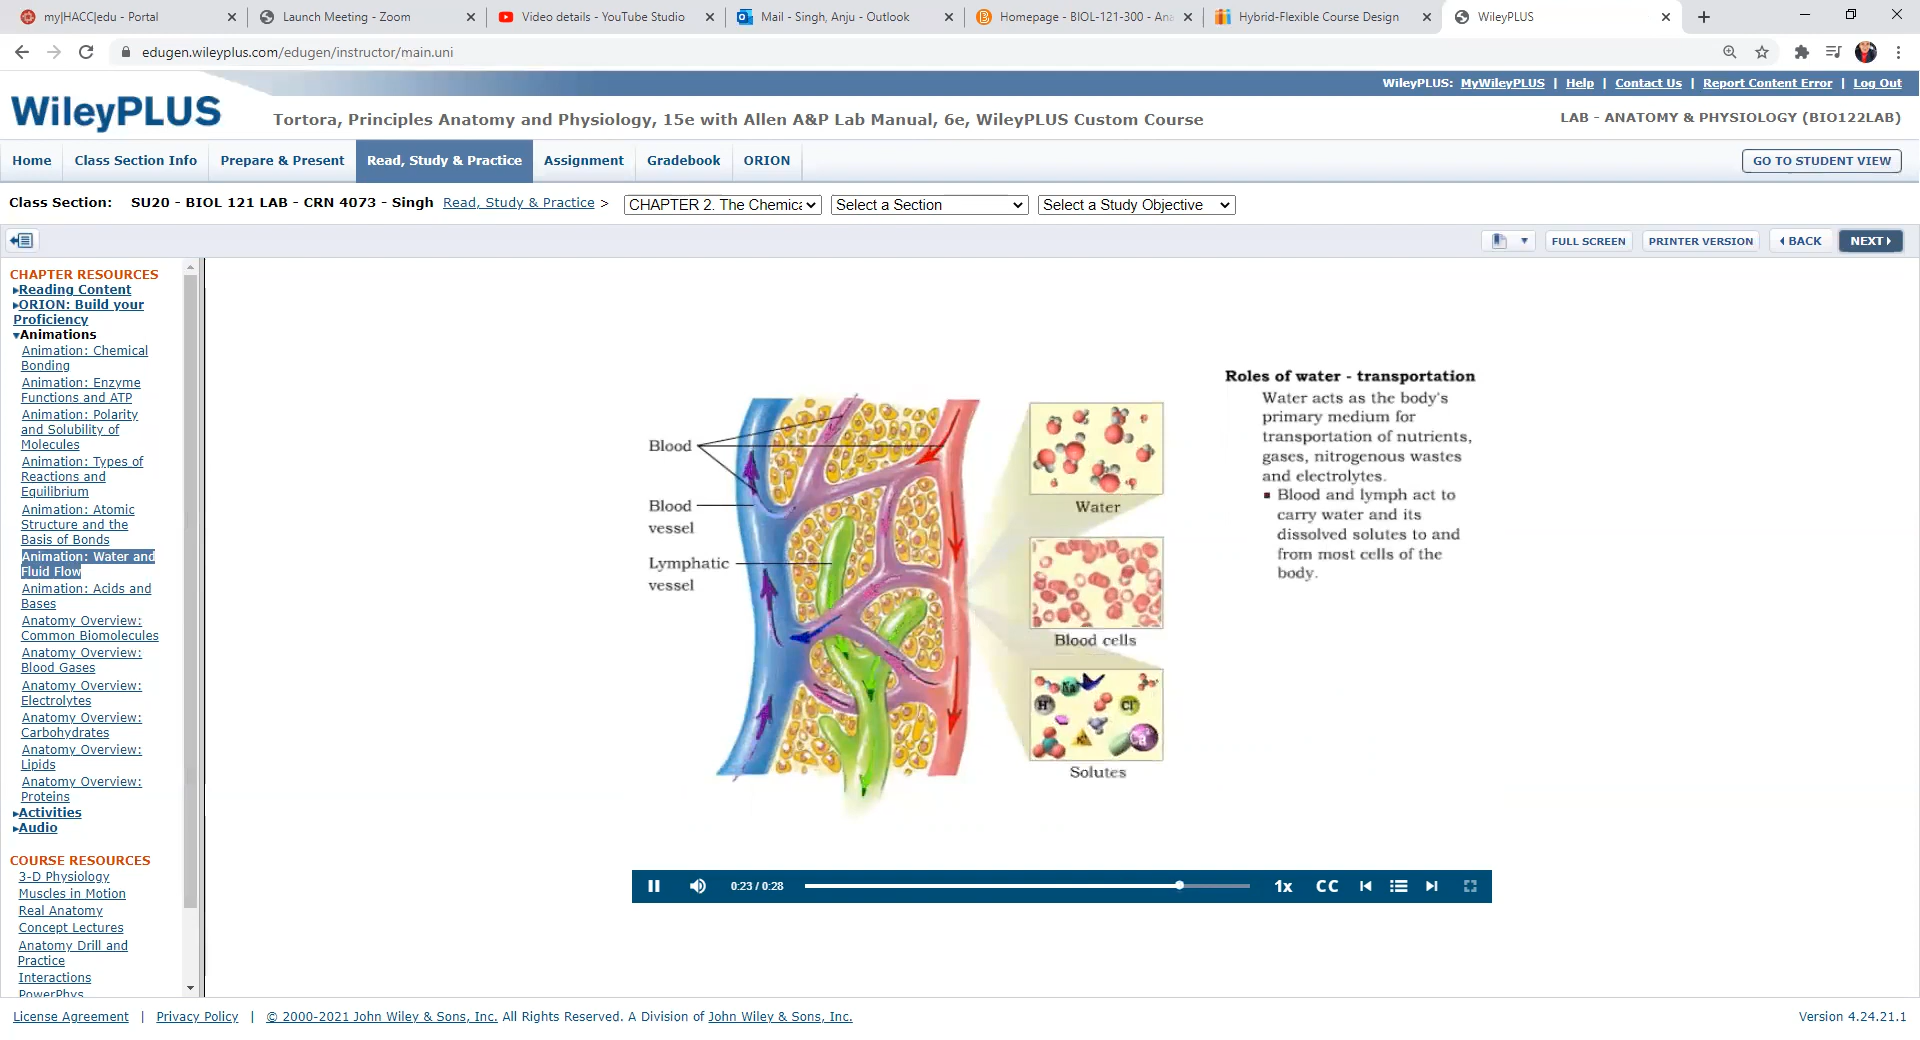 my|HACC|edu - Portal
Launch Meeting - Zoom
Video details - YouTube Studio
Mail - Singh, Anju - Outlook
Homepage - BIOL-121-300 - Ana
Hybrid-Flexible Course Design
WileyPLUS
edugen.wileyplus.com/edugen/instructor/main.uni
WileyPLUS: MyWileyPLUS | Help | Contact Us | Report Content Error | Log Out
WileyPLUS
Tortora, Principles Anatomy and Physiology, 15e with Allen A&P Lab Manual, 6e, WileyPLUS Custom Course
LAB - ANATOMY & PHYSIOLOGY (BIO122LAB)
Home
Class Section Info
Prepare & Present
Read, Study & Practice
Assignment
Gradebook
ORION
GO TO STUDENT VIEW
Class Section: SU20 - BIOL 121 LAB - CRN 4073 - Singh Read, Study & Practice >
CHAPTER 2. The Chemica
Select a Section
Select a Study Objective
FULL SCREEN
PRINTER VERSION
BACK
NEXT
CHAPTER RESOURCES
Reading Content
ORION: Build your
Proficiency
Animations
Animation: Chemical
Bonding
Animation: Enzyme
Functions and ATP
Animation: Polarity
and Solubility of
Molecules
Animation: Types of
Reactions and
Equilibrium
Animation: Atomic
Structure and the
Basis of Bonds
Animation: Water and
Fluid Flow
Animation: Acids and
Bases
Anatomy Overview:
Common Biomolecules
Anatomy Overview:
Blood Gases
Anatomy Overview:
Electrolytes
Anatomy Overview:
Carbohydrates
Anatomy Overview:
Lipids
Anatomy Overview:
Proteins
Activities
Audio
COURSE RESOURCES
3-D Physiology
Muscles in Motion
Real Anatomy
Concept Lectures
Anatomy Drill and
Practice
Interactions
PowerPhys
Blood
Blood
vessel
Lymphatic
vessel
Water
Blood cells
Na+
H+
Cl-
K+
Ca
Solutes
Roles of water - transportation
Water acts as the body's
primary medium for
transportation of nutrients,
gases, nitrogenous wastes
and electrolytes.
Blood and lymph act to
carry water and its
dissolved solutes to and
from most cells of the
body.
0:23 / 0:28
1x
CC
License Agreement | Privacy Policy | © 2000-2021 John Wiley & Sons, Inc. All Rights Reserved. A Division of John Wiley & Sons, Inc.
Version 4.24.21.1